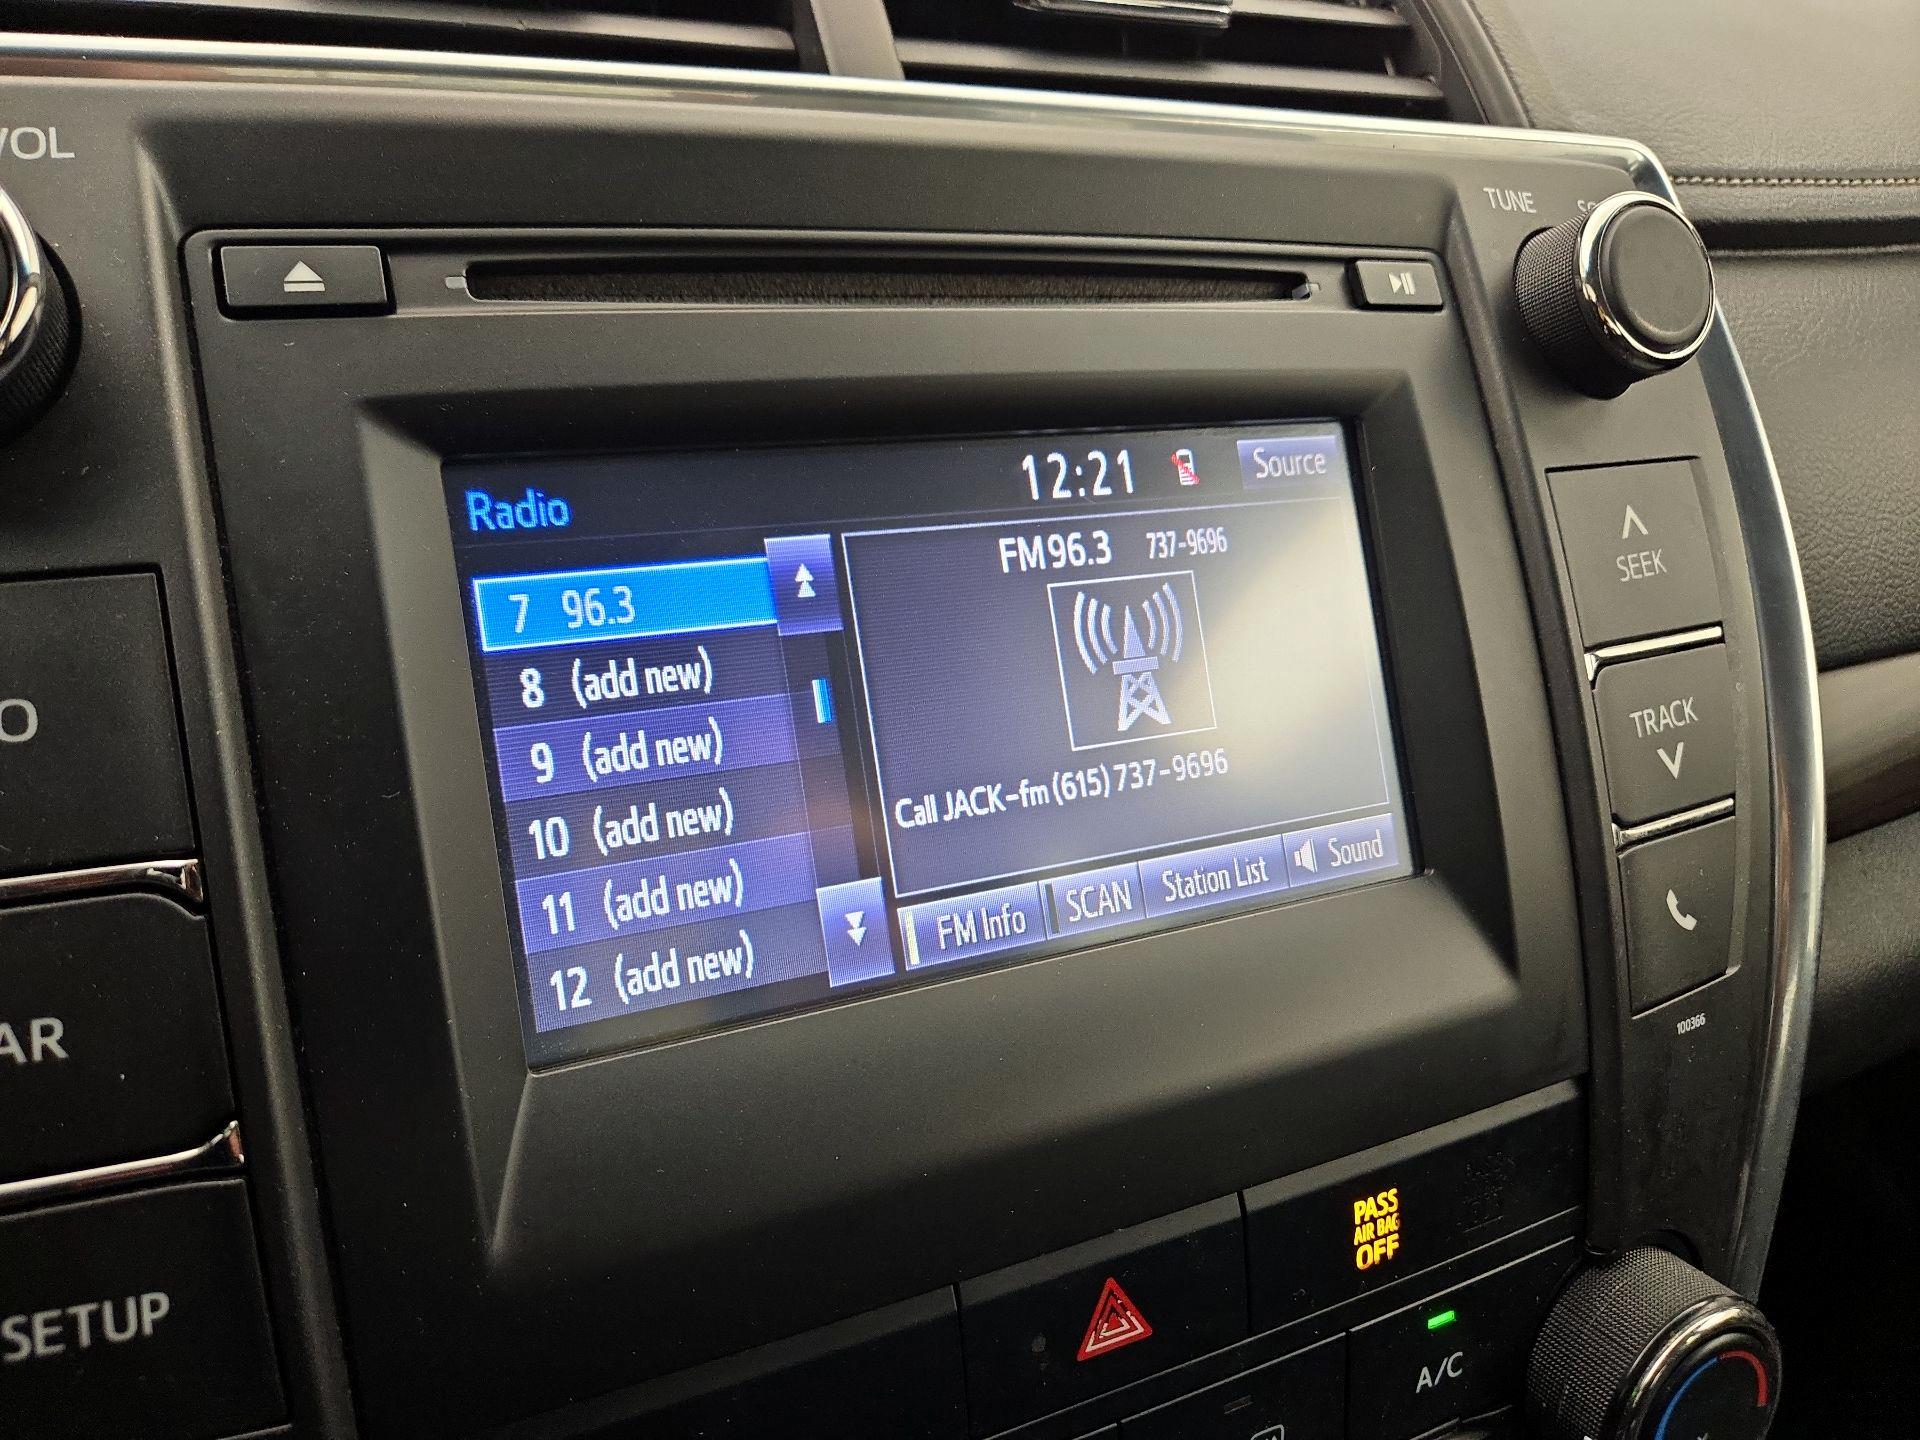 VOL
TUNE
12:21
Source
Radio
FM96.3 737-9696
7 96.3
8 (add new)
9 (add new)
10 (add new)
11 (add new)
12 (add new)
Call JACK-fm (615) 737-9696
FM Info
SCAN
Station List
Sound
SEEK
TRACK
100366
SETUP
PASS
AIR BAG
OFF
A/C